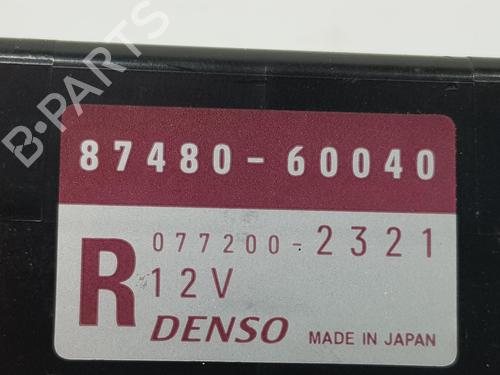 B-PARTS
87480-60040
R 077200-2321
12V
DENSO MADE IN JAPAN